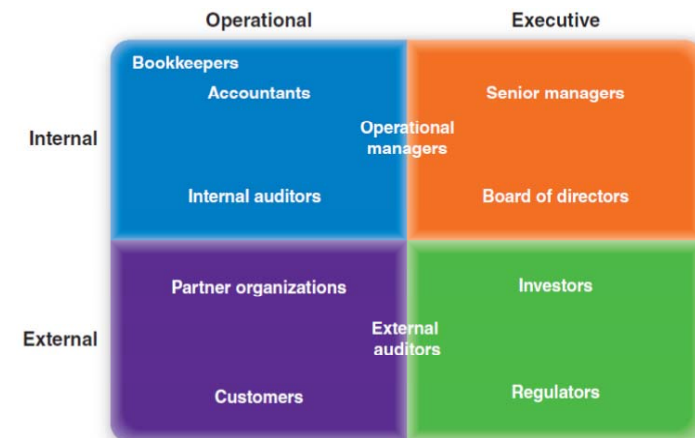 Operational
Executive
Bookkeepers
Accountants
Senior managers
Internal
Operational
managers
Internal auditors
Board of directors
Partner organizations
Investors
External
External
auditors
Customers
Regulators